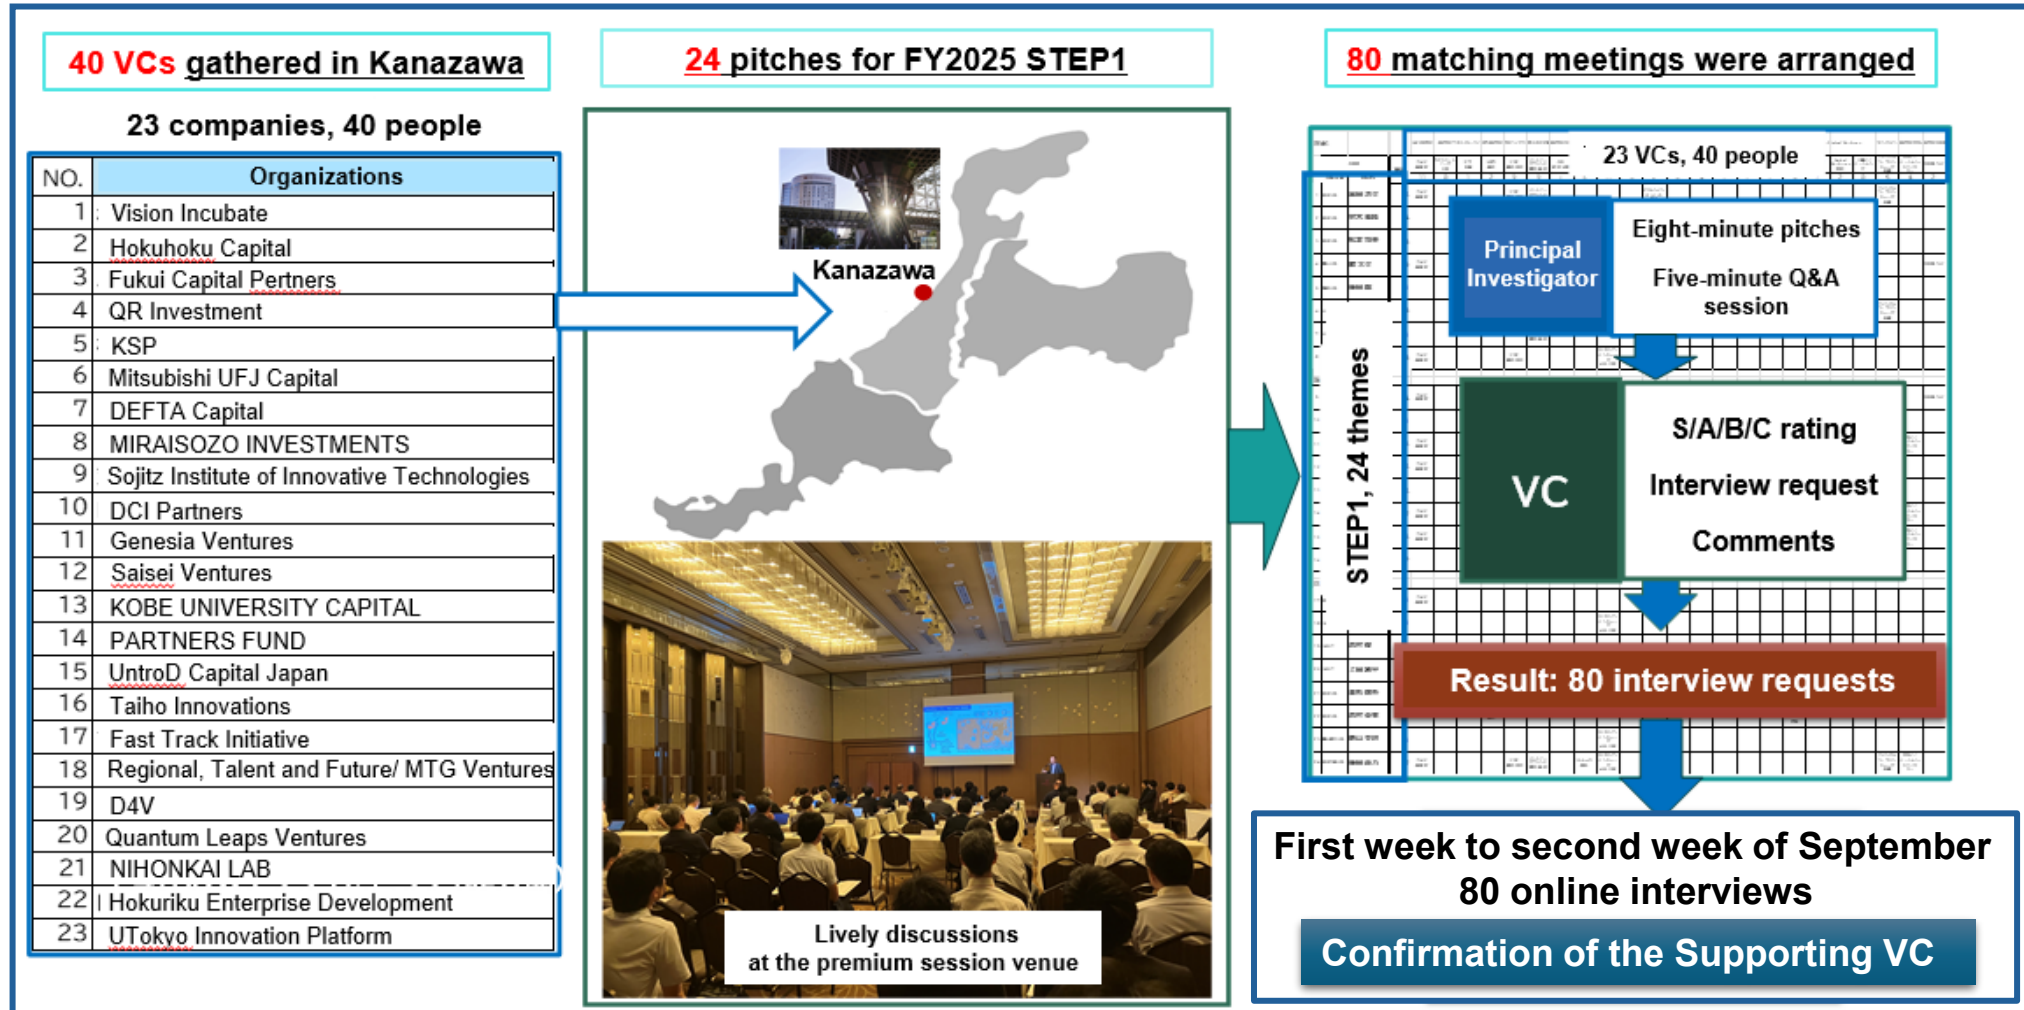 40 VCs gathered in Kanazawa
23 companies, 40 people
NO. Organizations
1 Vision Incubate
2 Hokuhoku Capital
3 Fukui Capital Pertners
4 QR Investment
5 KSP
6 Mitsubishi UFJ Capital
7 DEFTA Capital
8 MIRAISOZO INVESTMENTS
9 Sojitz Institute of Innovative Technologies
10 DCI Partners
11 Genesia Ventures
12 Saisei Ventures
13 KOBE UNIVERSITY CAPITAL
14 PARTNERS FUND
15 UntroD Capital Japan
16 Taiho Innovations
17 Fast Track Initiative
18 Regional, Talent and Future/ MTG Ventures
19 D4V
20 Quantum Leaps Ventures
21 NIHONKAI LAB
22 Hokuriku Enterprise Development
23 UTokyo Innovation Platform
24 pitches for FY2025 STEP1
Kanazawa
Lively discussions
at the premium session venue
80 matching meetings were arranged
23 VCs, 40 people
STEP1, 24 themes
Principal
Investigator
Eight-minute pitches
Five-minute Q&A
session
VC
S/A/B/C rating
Interview request
Comments
Result: 80 interview requests
First week to second week of September
80 online interviews
Confirmation of the Supporting VC